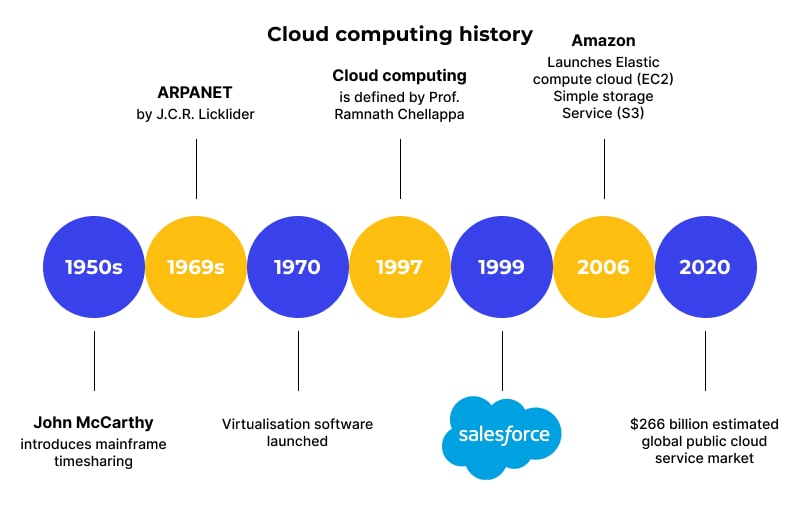 Cloud computing history
ARPANET
by J.C.R. Licklider
Cloud computing
is defined by Prof.
Ramnath Chellappa
Amazon
Launches Elastic
compute cloud (EC2)
Simple storage
Service (S3)
1950s
1969s
1970
1997
1999
2006
2020
John McCarthy
introduces mainframe
timesharing
Virtualisation software
launched
salesforce
$266 billion estimated
global public cloud
service market